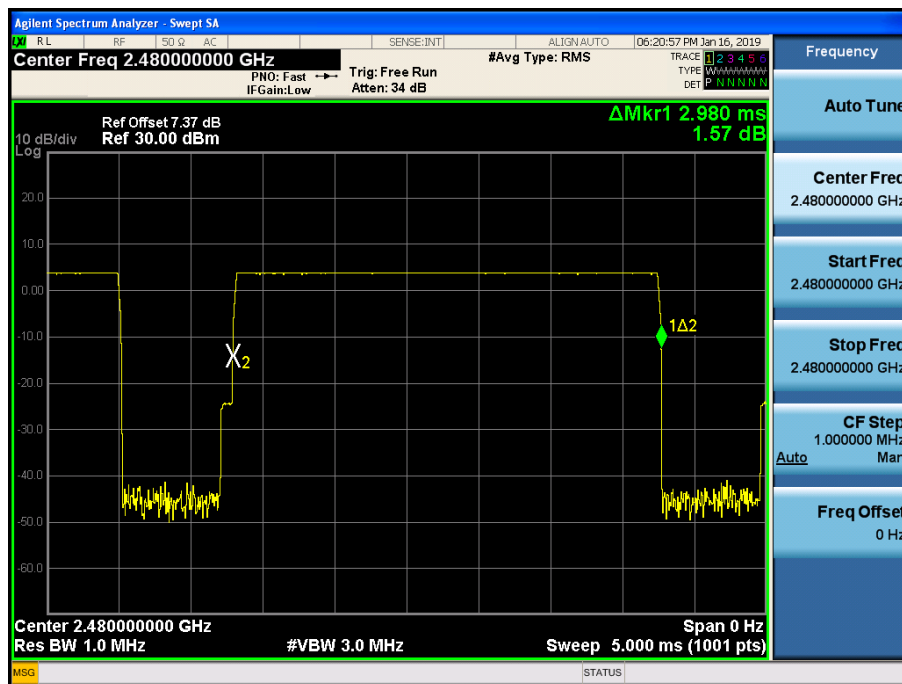 Agilent Spectrum Analyzer - Swept SA
LXI RL RF 50 Ω AC SENSE:INT ALIGNAUTO 06:20:57 PM Jan 16, 2019
Center Freq 2.480000000 GHz
PNO: Fast
IFGain:Low
Trig: Free Run
Atten: 34 dB
#Avg Type: RMS
TRACE 1 2 3 4 5 6
TYPE WWWWWW
DET P N N N N N
ΔMkr1 2.980 ms
1.57 dB
Ref Offset 7.37 dB
Ref 30.00 dBm
10 dB/div
Log
20.0
10.0
0.00
-10.0
-20.0
-30.0
-40.0
-50.0
-60.0
1Δ2
X2
Center 2.480000000 GHz
Span 0 Hz
Res BW 1.0 MHz
#VBW 3.0 MHz
Sweep 5.000 ms (1001 pts)
MSG
STATUS
Frequency
Auto Tune
Center Freq
2.480000000 GHz
Start Freq
2.480000000 GHz
Stop Freq
2.480000000 GHz
CF Step
1.000000 MHz
Auto Man
Freq Offset
0 Hz